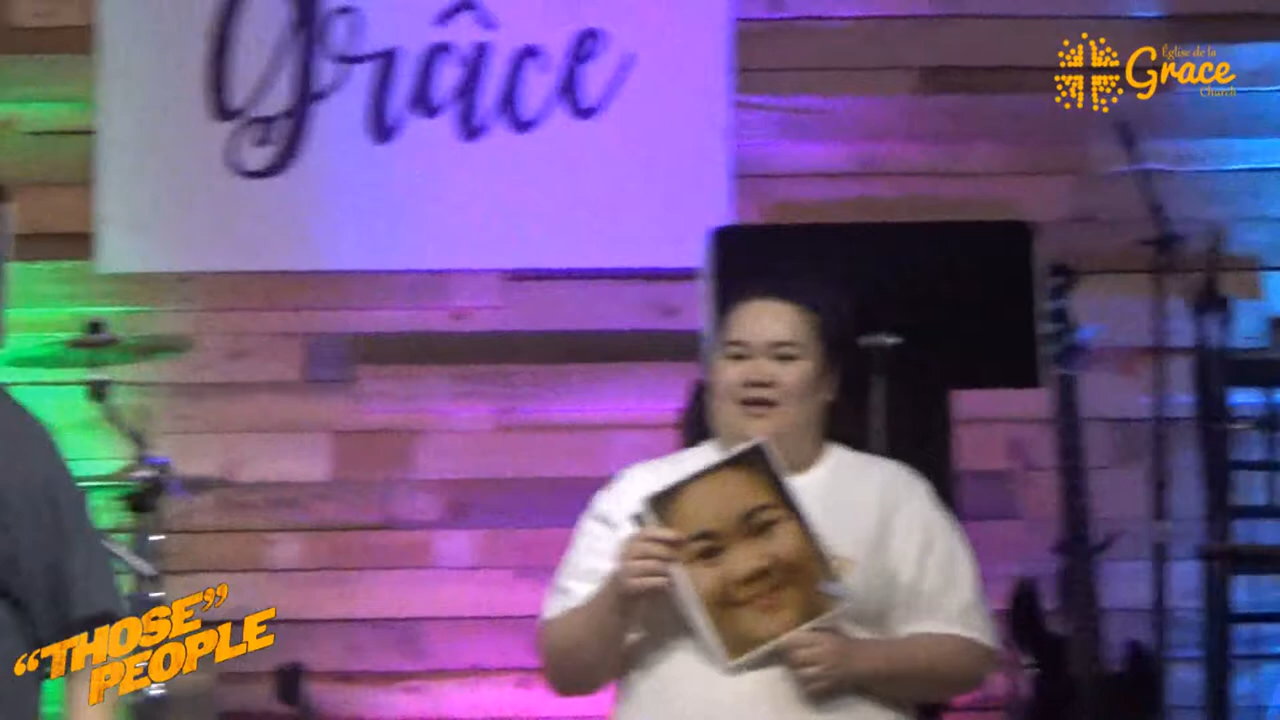 Grâce
Église de la
Grace
Church
“THOSE”
PEOPLE